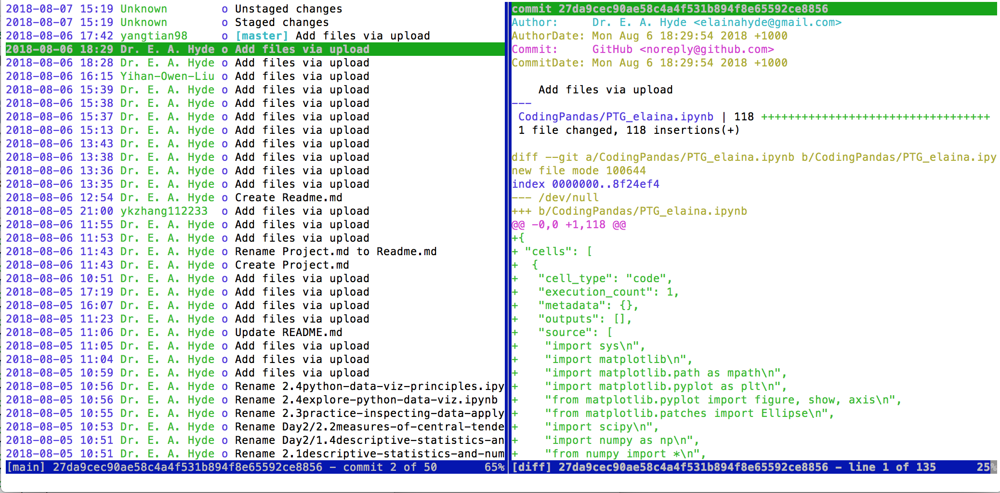 2018-08-07 15:19 Unknown o Unstaged changes
2018-08-07 15:19 Unknown o Staged changes
2018-08-06 17:42 yangtian98 o [master] Add files via upload
2018-08-06 18:29 Dr. E. A. Hyde o Add files via upload
2018-08-06 18:28 Dr. E. A. Hyde o Add files via upload
2018-08-06 16:15 Yihan-Owen-Liu o Add files via upload
2018-08-06 15:39 Dr. E. A. Hyde o Add files via upload
2018-08-06 15:38 Dr. E. A. Hyde o Add files via upload
2018-08-06 15:37 Dr. E. A. Hyde o Add files via upload
2018-08-06 15:13 Dr. E. A. Hyde o Add files via upload
2018-08-06 13:43 Dr. E. A. Hyde o Add files via upload
2018-08-06 13:38 Dr. E. A. Hyde o Add files via upload
2018-08-06 13:36 Dr. E. A. Hyde o Add files via upload
2018-08-06 13:35 Dr. E. A. Hyde o Add files via upload
2018-08-06 12:54 Dr. E. A. Hyde o Create Readme.md
2018-08-05 21:00 ykzhang112233 o Add files via upload
2018-08-06 11:55 Dr. E. A. Hyde o Add files via upload
2018-08-06 11:53 Dr. E. A. Hyde o Add files via upload
2018-08-06 11:43 Dr. E. A. Hyde o Rename Project.md to Readme.md
2018-08-06 11:43 Dr. E. A. Hyde o Create Project.md
2018-08-06 10:51 Dr. E. A. Hyde o Add files via upload
2018-08-05 17:19 Dr. E. A. Hyde o Add files via upload
2018-08-05 16:07 Dr. E. A. Hyde o Add files via upload
2018-08-05 11:23 Dr. E. A. Hyde o Add files via upload
2018-08-05 11:06 Dr. E. A. Hyde o Update README.md
2018-08-05 11:05 Dr. E. A. Hyde o Add files via upload
2018-08-05 11:04 Dr. E. A. Hyde o Add files via upload
2018-08-05 10:59 Dr. E. A. Hyde o Add files via upload
2018-08-05 10:56 Dr. E. A. Hyde o Rename 2.4python-data-viz-principles.ipy
2018-08-05 10:56 Dr. E. A. Hyde o Rename 2.4explore-python-data-viz.ipynb
2018-08-05 10:55 Dr. E. A. Hyde o Rename 2.3practice-inspecting-data-apply
2018-08-05 10:53 Dr. E. A. Hyde o Rename Day2/2.2measures-of-central-tende
2018-08-05 10:51 Dr. E. A. Hyde o Rename Day2/1.4descriptive-statistics-an
2018-08-05 10:51 Dr. E. A. Hyde o Rename 2.1descriptive-statistics-and-num
[main] 27da9cec90ae58c4a4f531b894f8e65592ce8856 - commit 2 of 50 65%
commit 27da9cec90ae58c4a4f531b894f8e65592ce8856
Author: Dr. E. A. Hyde <elainahyde@gmail.com>
AuthorDate: Mon Aug 6 18:29:54 2018 +1000
Commit: GitHub <noreply@github.com>
CommitDate: Mon Aug 6 18:29:54 2018 +1000
Add files via upload
---
CodingPandas/PTG_elaina.ipynb | 118 ++++++++++++++++++++++++++++++++++
1 file changed, 118 insertions(+)
diff --git a/CodingPandas/PTG_elaina.ipynb b/CodingPandas/PTG_elaina.ipy
new file mode 100644
index 0000000..8f24ef4
--- /dev/null
+++ b/CodingPandas/PTG_elaina.ipynb
@@ -0,0 +1,118 @@
+{
+ "cells": [
+  {
+   "cell_type": "code",
+   "execution_count": 1,
+   "metadata": {},
+   "outputs": [],
+   "source": [
+    "import sys\n",
+    "import matplotlib\n",
+    "import matplotlib.path as mpath\n",
+    "import matplotlib.pyplot as plt\n",
+    "from matplotlib.pyplot import figure, show, axis\n",
+    "from matplotlib.patches import Ellipse\n",
+    "import scipy\n",
+    "import numpy as np\n",
+    "from numpy import *\n",
[diff] 27da9cec90ae58c4a4f531b894f8e65592ce8856 - line 1 of 135 25%